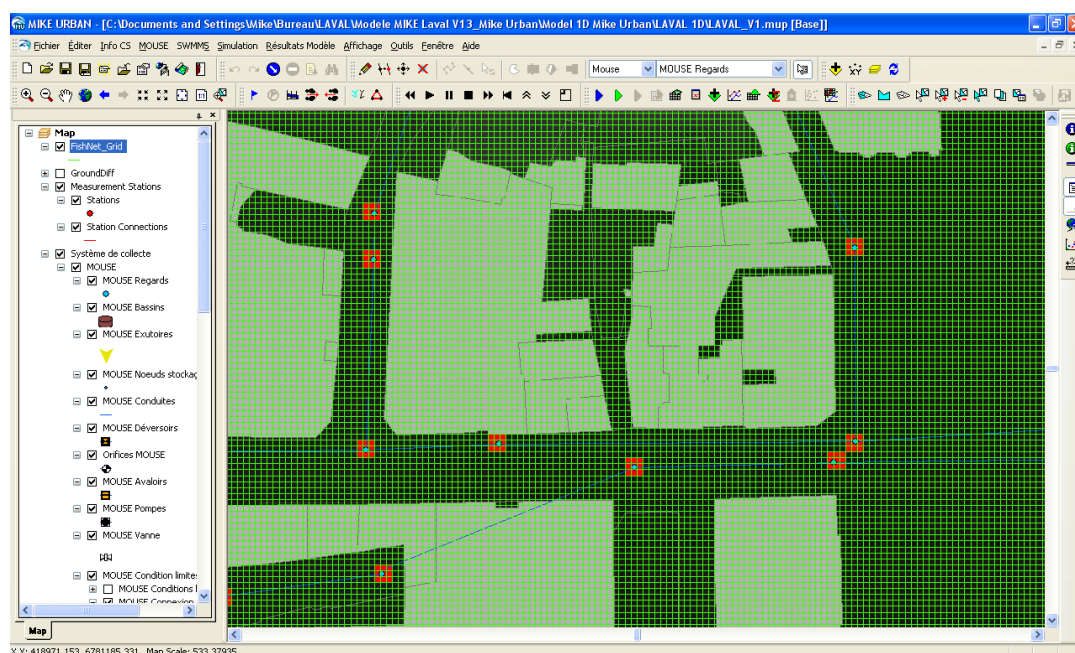 MIKE URBAN - [C:\Documents and Settings\Mike\Bureau\LAVAL\Modele MIKE Laval V13_Mike Urban\Model 1D Mike Urban\LAVAL 1D\LAVAL_V1.mup [Base]]
Fichier Éditer Info CS MOUSE SWMM5 Simulation Résultats Modèle Affichage Outils Fenêtre Aide
Mouse MOUSE Regards
Map
FishNet_Grid
GroundDiff
Measurement Stations
Stations
Station Connections
Système de collecte
MOUSE
MOUSE Regards
MOUSE Bassins
MOUSE Exutoires
MOUSE Noeuds stockag
MOUSE Conduites
MOUSE Déversoirs
Orifices MOUSE
MOUSE Avaloirs
MOUSE Pompes
MOUSE Vanne
MOUSE Condition limite
MOUSE Conditions l
MOUSE Connexion
Map
X,Y: 418971.153, 6781185.331 Map Scale: 533.37935